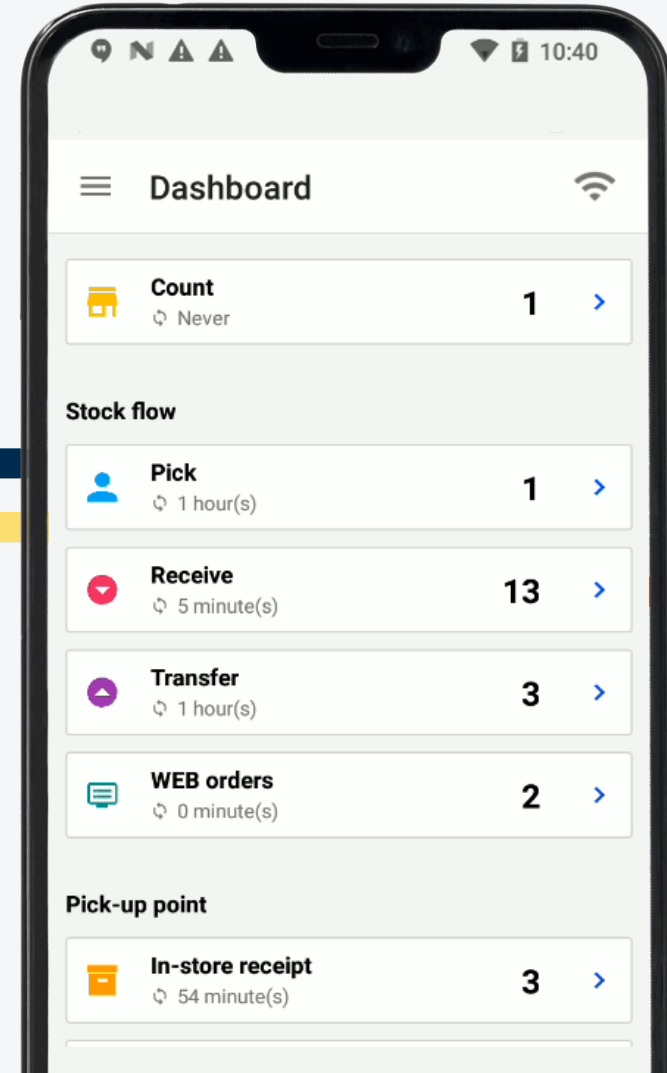 10:40
Dashboard
Count
1
Never
Stock flow
Pick
1
1 hour(s)
Receive
13
5 minute(s)
Transfer
3
1 hour(s)
WEB orders
2
0 minute(s)
Pick-up point
In-store receipt
3
54 minute(s)